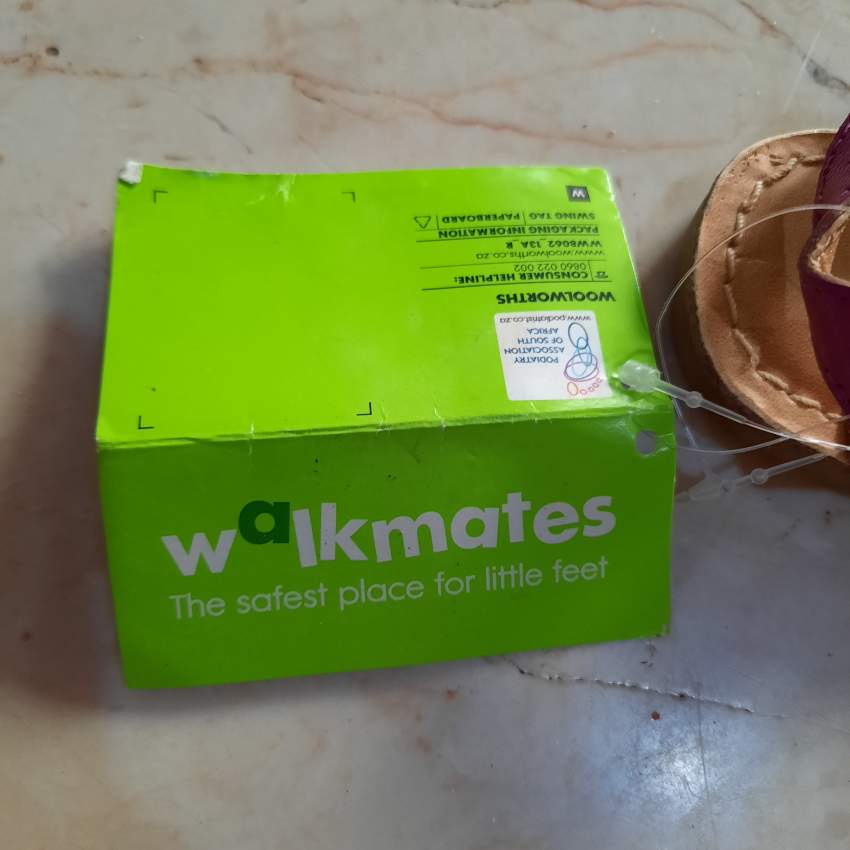 walkmates
The safest place for little feet
PODIATRY
ASSOCIATION
OF SOUTH
AFRICA
www.podiatrist.co.za
WOOLWORTHS
CONSUMER HELPLINE:
0860 022 002
www.woolworths.co.za
WW8062_13A_R
PACKAGING INFORMATION
SWING TAG PAPERBOARD
W